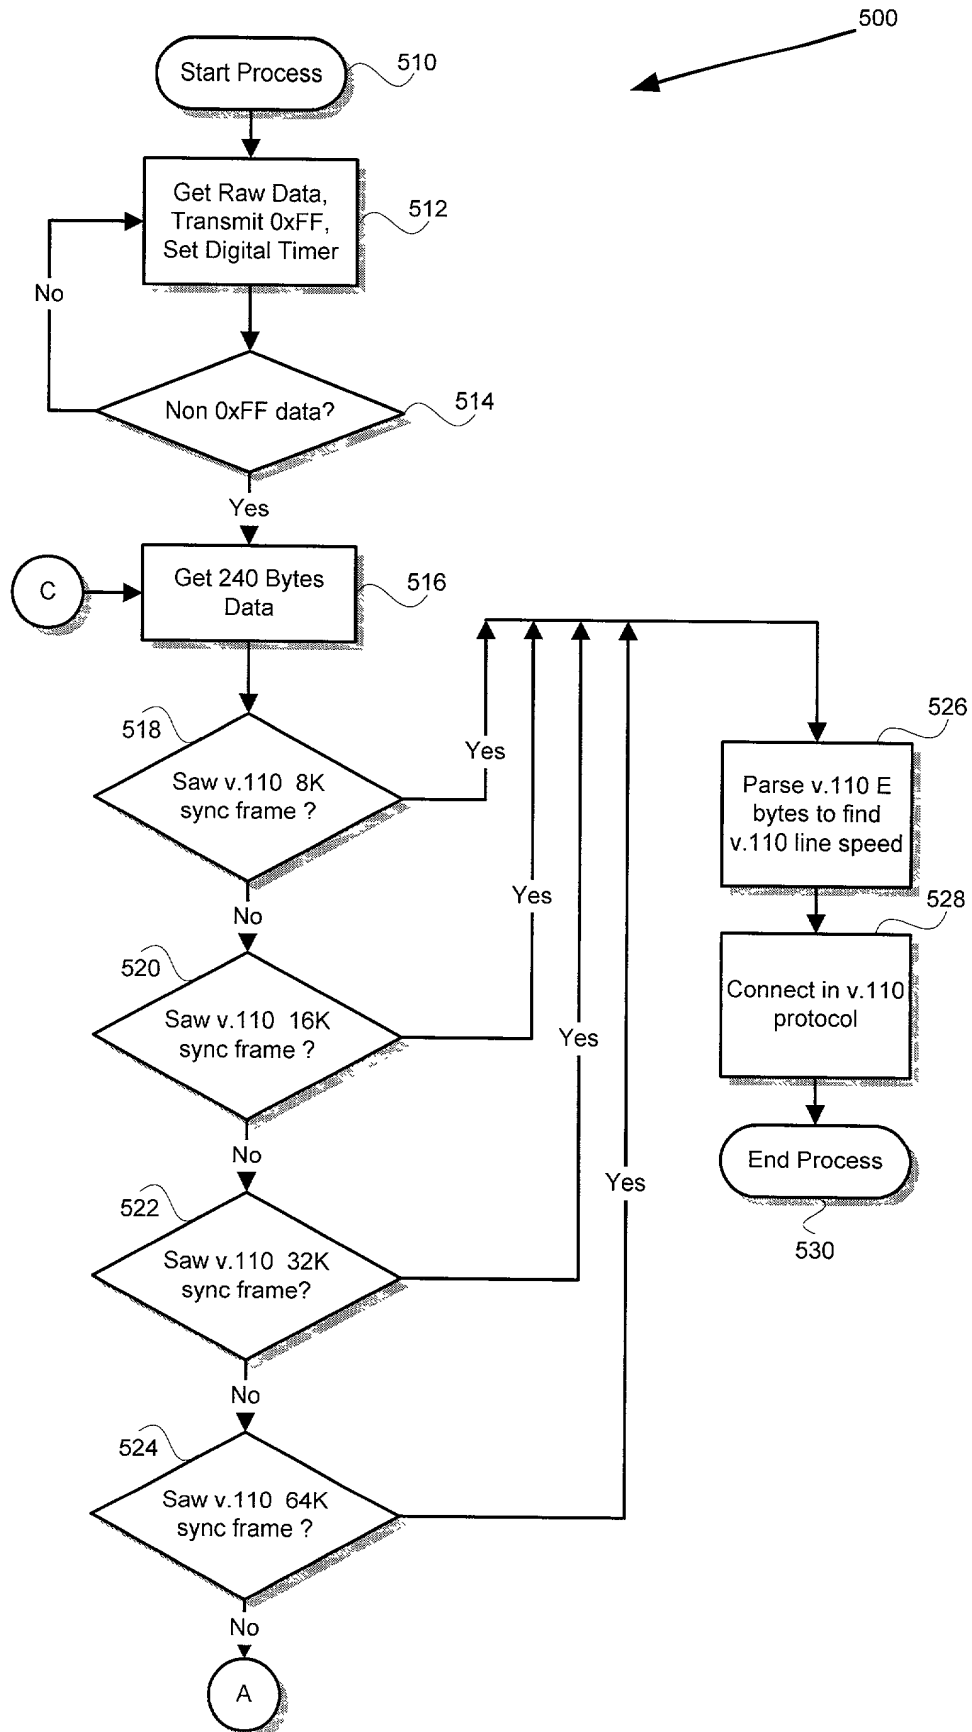 500
Start Process
510
Get Raw Data,
Transmit 0xFF,
Set Digital Timer
512
No
Non 0xFF data?
514
Yes
C
Get 240 Bytes
Data
516
518
Saw v.110 8K
sync frame ?
Yes
No
520
Saw v.110 16K
sync frame ?
Yes
No
522
Saw v.110 32K
sync frame?
Yes
No
524
Saw v.110 64K
sync frame ?
Yes
No
A
526
Parse v.110 E
bytes to find
v.110 line speed
528
Connect in v.110
protocol
End Process
530